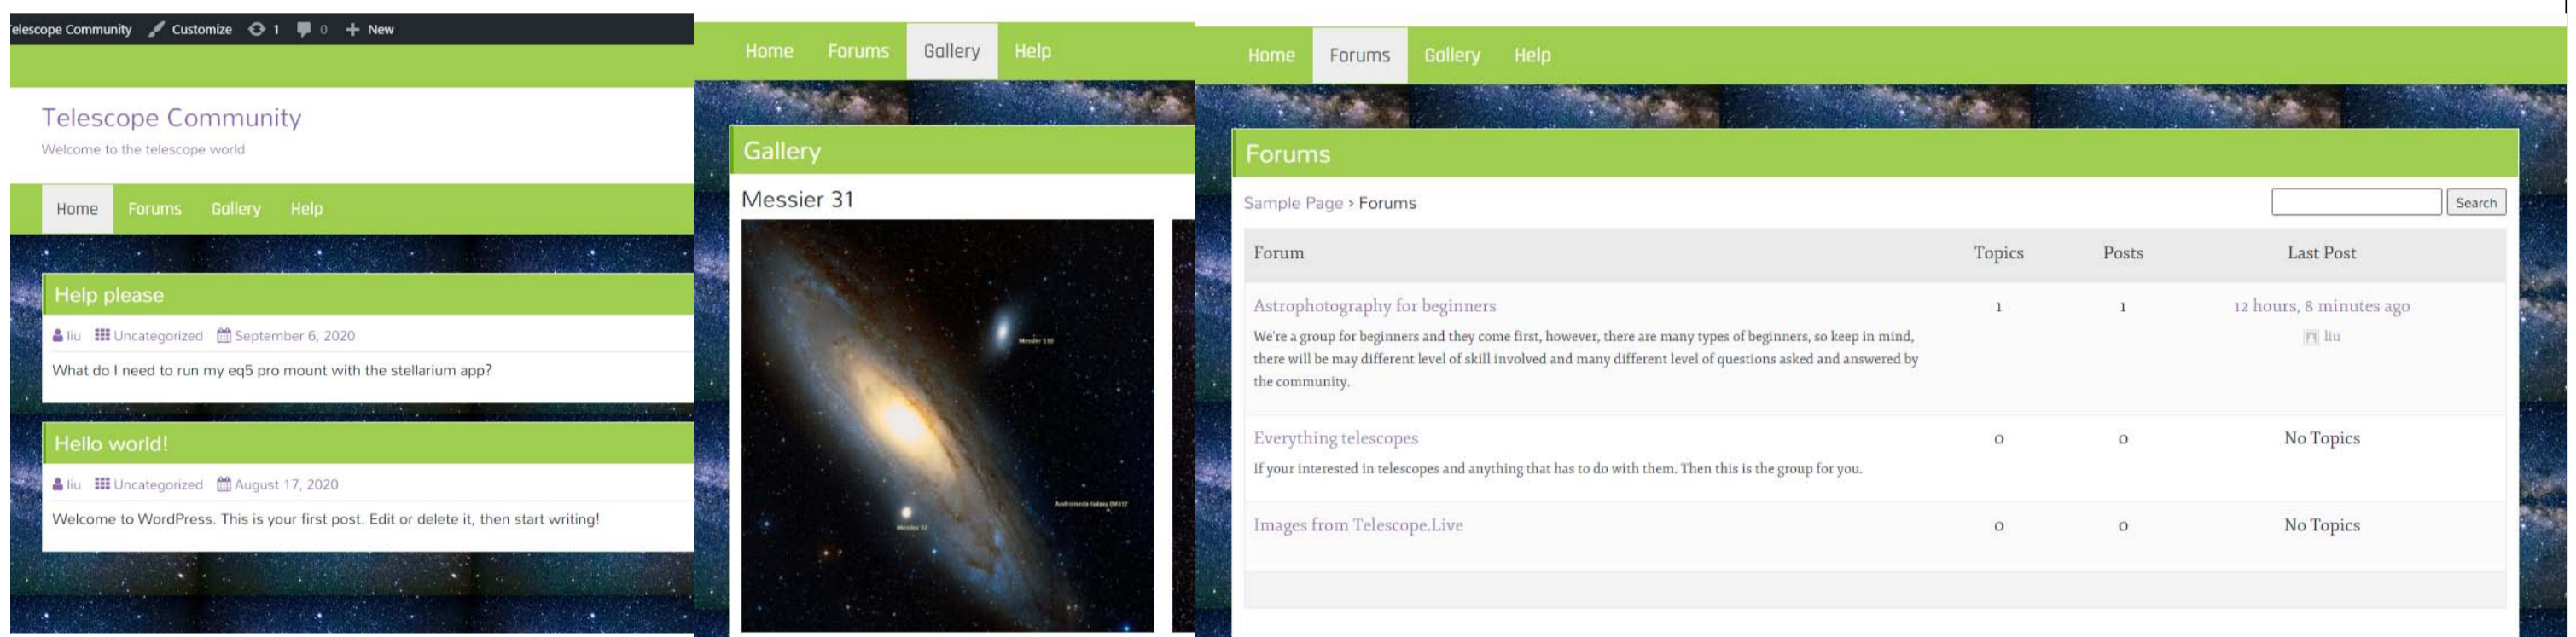 elescope Community Customize 1 0 New
Telescope Community
Welcome to the telescope world
Home Forums Gallery Help
Help please
liu Uncategorized September 6, 2020
What do I need to run my eq5 pro mount with the stellarium app?
Hello world!
liu Uncategorized August 17, 2020
Welcome to WordPress. This is your first post. Edit or delete it, then start writing!
Home Forums Gallery Help
Gallery
Messier 31
Messier 110
Andromeda Galaxy (M31)
Messier 32
Home Forums Gallery Help
Forums
Sample Page › Forums Search
Forum Topics Posts Last Post
Astrophotography for beginners 1 1 12 hours, 8 minutes ago
We're a group for beginners and they come first, however, there are many types of beginners, so keep in mind, liu
there will be may different level of skill involved and many different level of questions asked and answered by
the community.
Everything telescopes 0 0 No Topics
If your interested in telescopes and anything that has to do with them. Then this is the group for you.
Images from Telescope.Live 0 0 No Topics